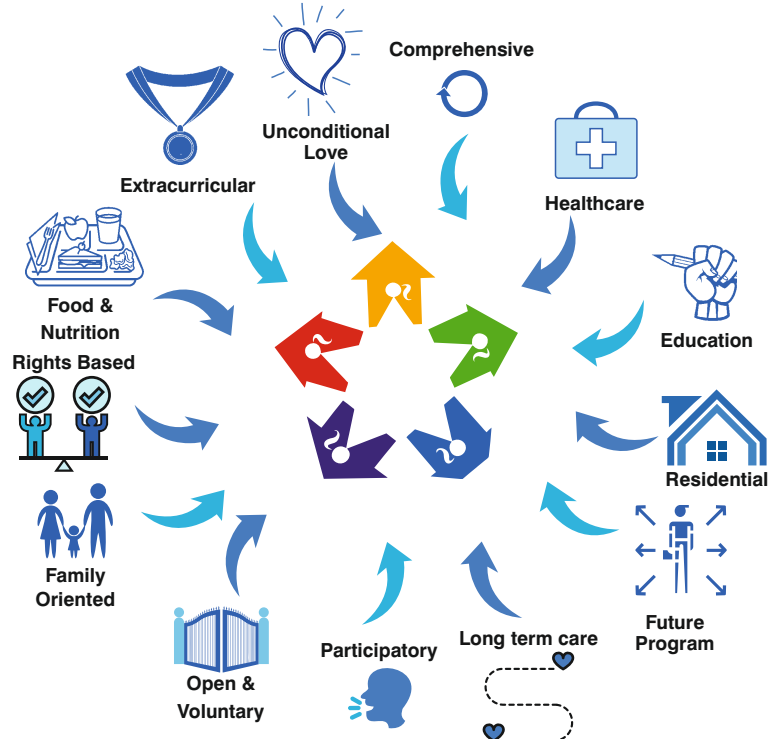 Comprehensive
Unconditional
Love
Extracurricular
Healthcare
Food &
Nutrition
Education
Rights Based
Residential
Family
Oriented
Future
Program
Open &
Voluntary
Participatory
Long term care